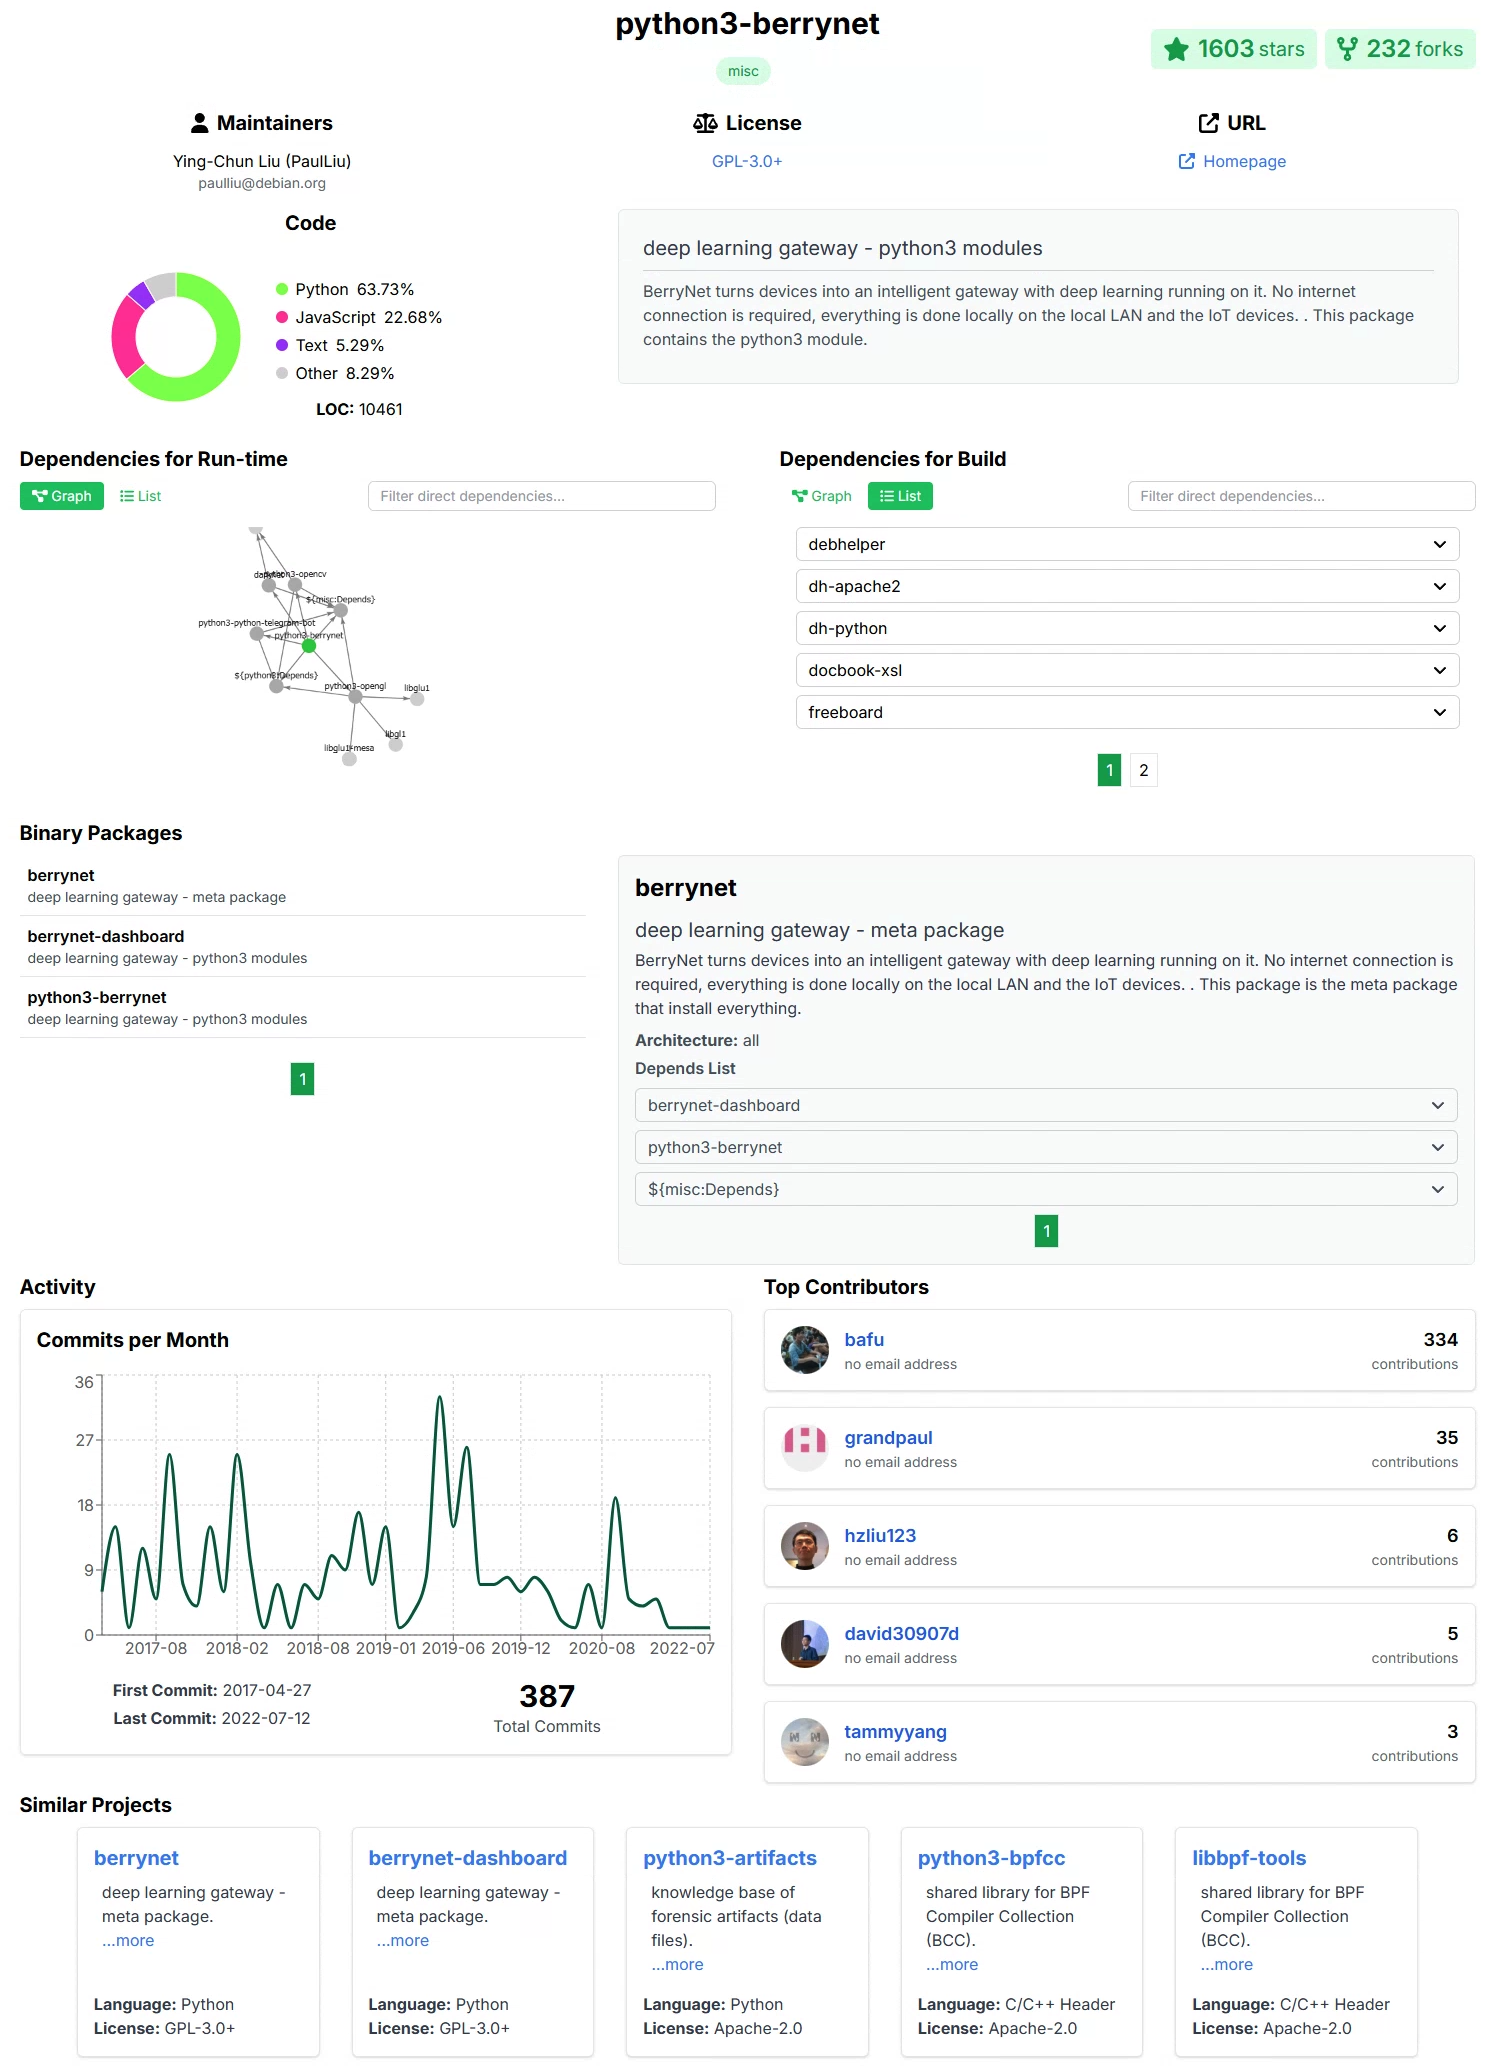 python3-berrynet
misc
1603 stars
232 forks
Maintainers
Ying-Chun Liu (PaulLiu)
paulliu@debian.org
License
GPL-3.0+
URL
Homepage
Code
Python 63.73%
JavaScript 22.68%
Text 5.29%
Other 8.29%
LOC: 10461
deep learning gateway - python3 modules
BerryNet turns devices into an intelligent gateway with deep learning running on it. No internet
connection is required, everything is done locally on the local LAN and the IoT devices. . This package
contains the python3 module.
Dependencies for Run-time
Graph
List
Filter direct dependencies...
python3-opencv
${misc:Depends}
python3-python-telegram-bot
python3-berrynet
${python3:Depends}
python3-opengl
libglu1
libgl1
libglu1-mesa
Dependencies for Build
Graph
List
Filter direct dependencies...
debhelper
dh-apache2
dh-python
docbook-xsl
freeboard
1
2
Binary Packages
berrynet
deep learning gateway - meta package
berrynet-dashboard
deep learning gateway - python3 modules
python3-berrynet
deep learning gateway - python3 modules
1
berrynet
deep learning gateway - meta package
BerryNet turns devices into an intelligent gateway with deep learning running on it. No internet connection is
required, everything is done locally on the local LAN and the IoT devices. . This package is the meta package
that install everything.
Architecture: all
Depends List
berrynet-dashboard
python3-berrynet
${misc:Depends}
1
Activity
Commits per Month
36
27
18
9
0
2017-08
2018-02
2018-08
2019-01
2019-06
2019-12
2020-08
2022-07
First Commit: 2017-04-27
Last Commit: 2022-07-12
387
Total Commits
Top Contributors
bafu
no email address
334
contributions
grandpaul
no email address
35
contributions
hzliu123
no email address
6
contributions
david30907d
no email address
5
contributions
tammyyang
no email address
3
contributions
Similar Projects
berrynet
deep learning gateway -
meta package.
...more
Language: Python
License: GPL-3.0+
berrynet-dashboard
deep learning gateway -
meta package.
...more
Language: Python
License: GPL-3.0+
python3-artifacts
knowledge base of
forensic artifacts (data
files).
...more
Language: Python
License: Apache-2.0
python3-bpfcc
shared library for BPF
Compiler Collection
(BCC).
...more
Language: C/C++ Header
License: Apache-2.0
libbpf-tools
shared library for BPF
Compiler Collection
(BCC).
...more
Language: C/C++ Header
License: Apache-2.0